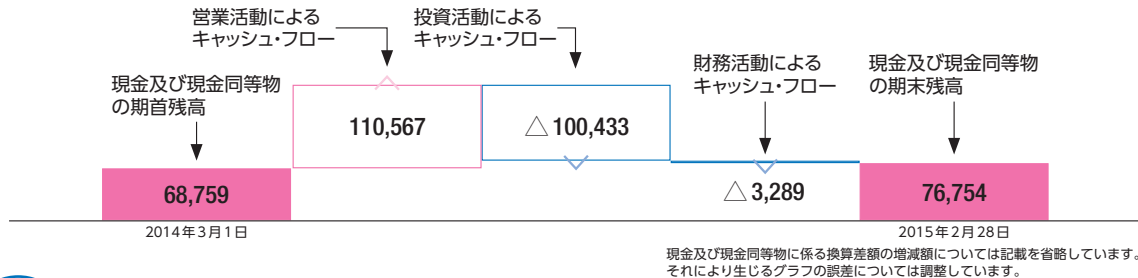 営業活動による
キャッシュ・フロー
投資活動による
キャッシュ・フロー
財務活動による
キャッシュ・フロー
現金及び現金同等物
の期末残高
現金及び現金同等物
の期首残高
110,567
△ 100,433
68,759
△ 3,289
76,754
2014年3月1日
2015年2月28日
現金及び現金同等物に係る換算差額の増減額については記載を省略しています。
それにより生じるグラフの誤差については調整しています。